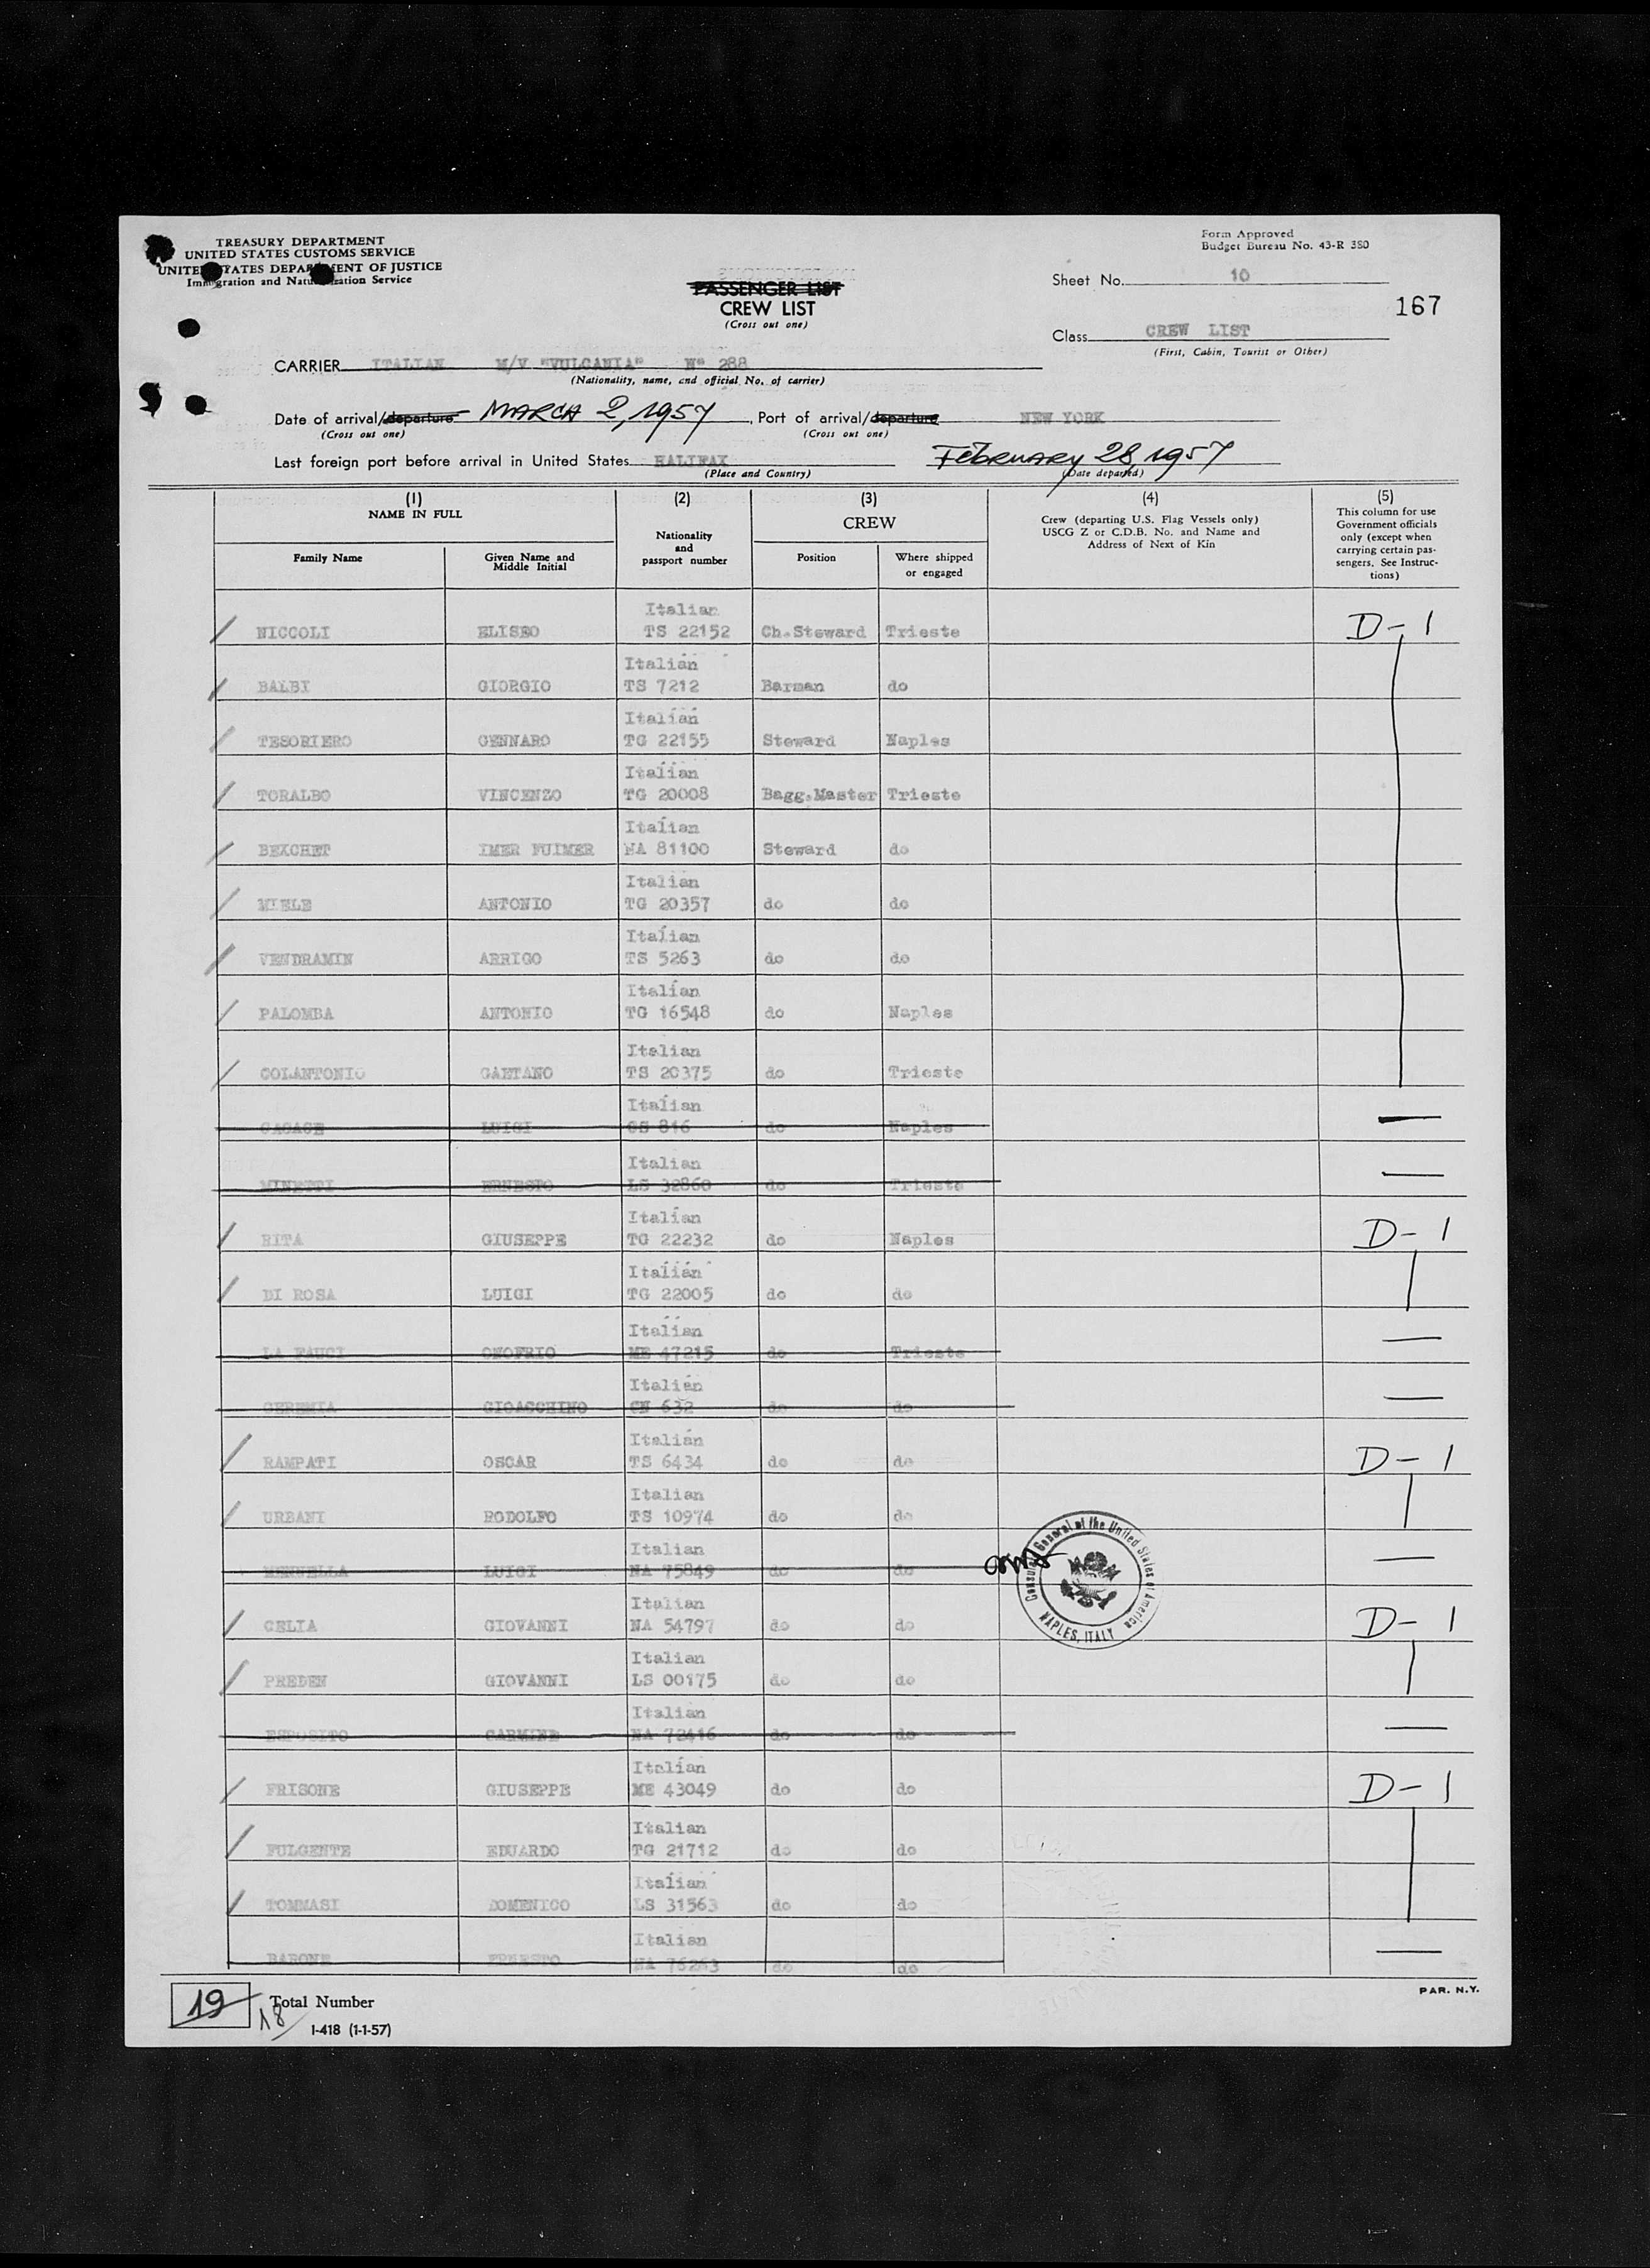 TREASURY DEPARTMENT
UNITED STATES CUSTOMS SERVICE
UNITED STATES DEPARTMENT OF JUSTICE
Immigration and Naturalization Service
Form Approved
Budget Bureau No. 43-R 380
PASSENGER LIST
CREW LIST
(Cross out one)
Sheet No. 10
167
Class CREW LIST
(First, Cabin, Tourist or Other)
CARRIER ITALIAN M/V "VULCANIA" Nº 288
(Nationality, name, and official No. of carrier)
Date of arrival/departure MARCH 2, 1957, Port of arrival/departure NEW YORK
(Cross out one) (Cross out one)
Last foreign port before arrival in United States HALIFAX FEBRUARY 28, 1957
(Place and Country) (Date departed)
(1) NAME IN FULL
Family Name
Given Name and Middle Initial
(2) Nationality and passport number
(3) CREW
Position
Where shipped or engaged
(4) Crew (departing U.S. Flag Vessels only)
USCG Z or C.D.B. No. and Name and
Address of Next of Kin
(5) This column for use
Government officials
only (except when
carrying certain pas-
sengers. See Instruc-
tions)
NICCOLI ELISEO Italian TS 22152 Ch.Steward Trieste D-1
BALBI GIORGIO Italian TS 7212 Barman do
TESORIERO GENNARO Italian TG 22155 Steward Naples
TORALBO VINCENZO Italian TG 20008 Bagg.Master Trieste
BEXCHET IMER FUIMER Italian NA 81100 Steward do
MIELE ANTONIO Italian TG 20357 do do
VENDRAMIN ARRIGO Italian TS 5263 do do
PALOMBA ANTONIO Italian TG 16548 do Naples
COLANTONIO GAETANO Italian TS 20375 do Trieste
CACACE LUIGI Italian CS 816 do Naples —
MINETTI ERNESTO Italian LS 32860 do Trieste —
RITA GIUSEPPE Italian TG 22232 do Naples D-1
DI ROSA LUIGI Italian TG 22005 do do
LA FAUCI ONOFRIO Italian ME 47215 do Trieste —
GEREMIA GIOACCHINO Italian CN 632 do do —
RAMPATI OSCAR Italian TS 6434 do do D-1
URBANI RODOLFO Italian TS 10974 do do
MENNELLA LUIGI Italian NA 75849 do do —
Consulate General of the United States of America
NAPLES, ITALY
CELIA GIOVANNI Italian NA 54797 do do D-1
PREDEN GIOVANNI Italian LS 00175 do do
ESPOSITO CARMINE Italian NA 72416 do do —
FRISONE GIUSEPPE Italian ME 43049 do do D-1
FULGENTE EDUARDO Italian TG 21712 do do
TOMMASI DOMENICO Italian LS 31563 do do
BARONE ERNESTO Italian NA 76263 do do —
19 Total Number
18
I-418 (1-1-57)
PAR. N.Y.